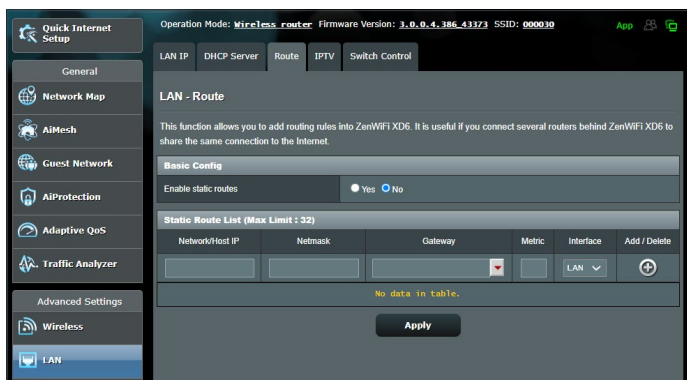 Quick Internet
Setup
Operation Mode: Wireless router Firmware Version: 3.0.0.4.386_43373 SSID: 000030
App
General
Network Map
AiMesh
Guest Network
AiProtection
Adaptive QoS
Traffic Analyzer
Advanced Settings
Wireless
LAN
LAN IP DHCP Server Route IPTV Switch Control
LAN - Route
This function allows you to add routing rules into ZenWiFi XD6. It is useful if you connect several routers behind ZenWiFi XD6 to
share the same connection to the Internet.
Basic Config
Enable static routes Yes No
Static Route List (Max Limit : 32)
Network/Host IP Netmask Gateway Metric Interface Add / Delete
LAN
No data in table.
Apply